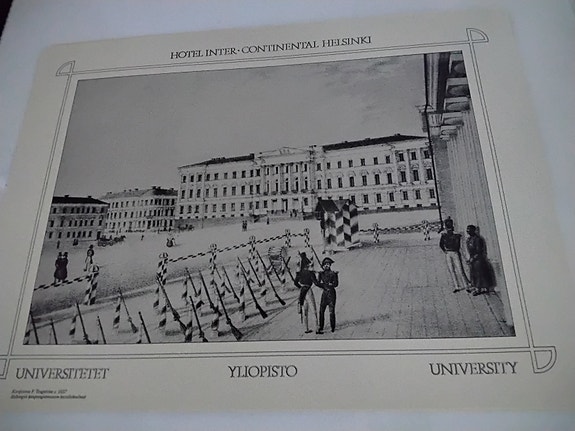 HOTEL INTER·CONTINENTAL HELSINKI
UNIVERSITETET
YLIOPISTO
UNIVERSITY